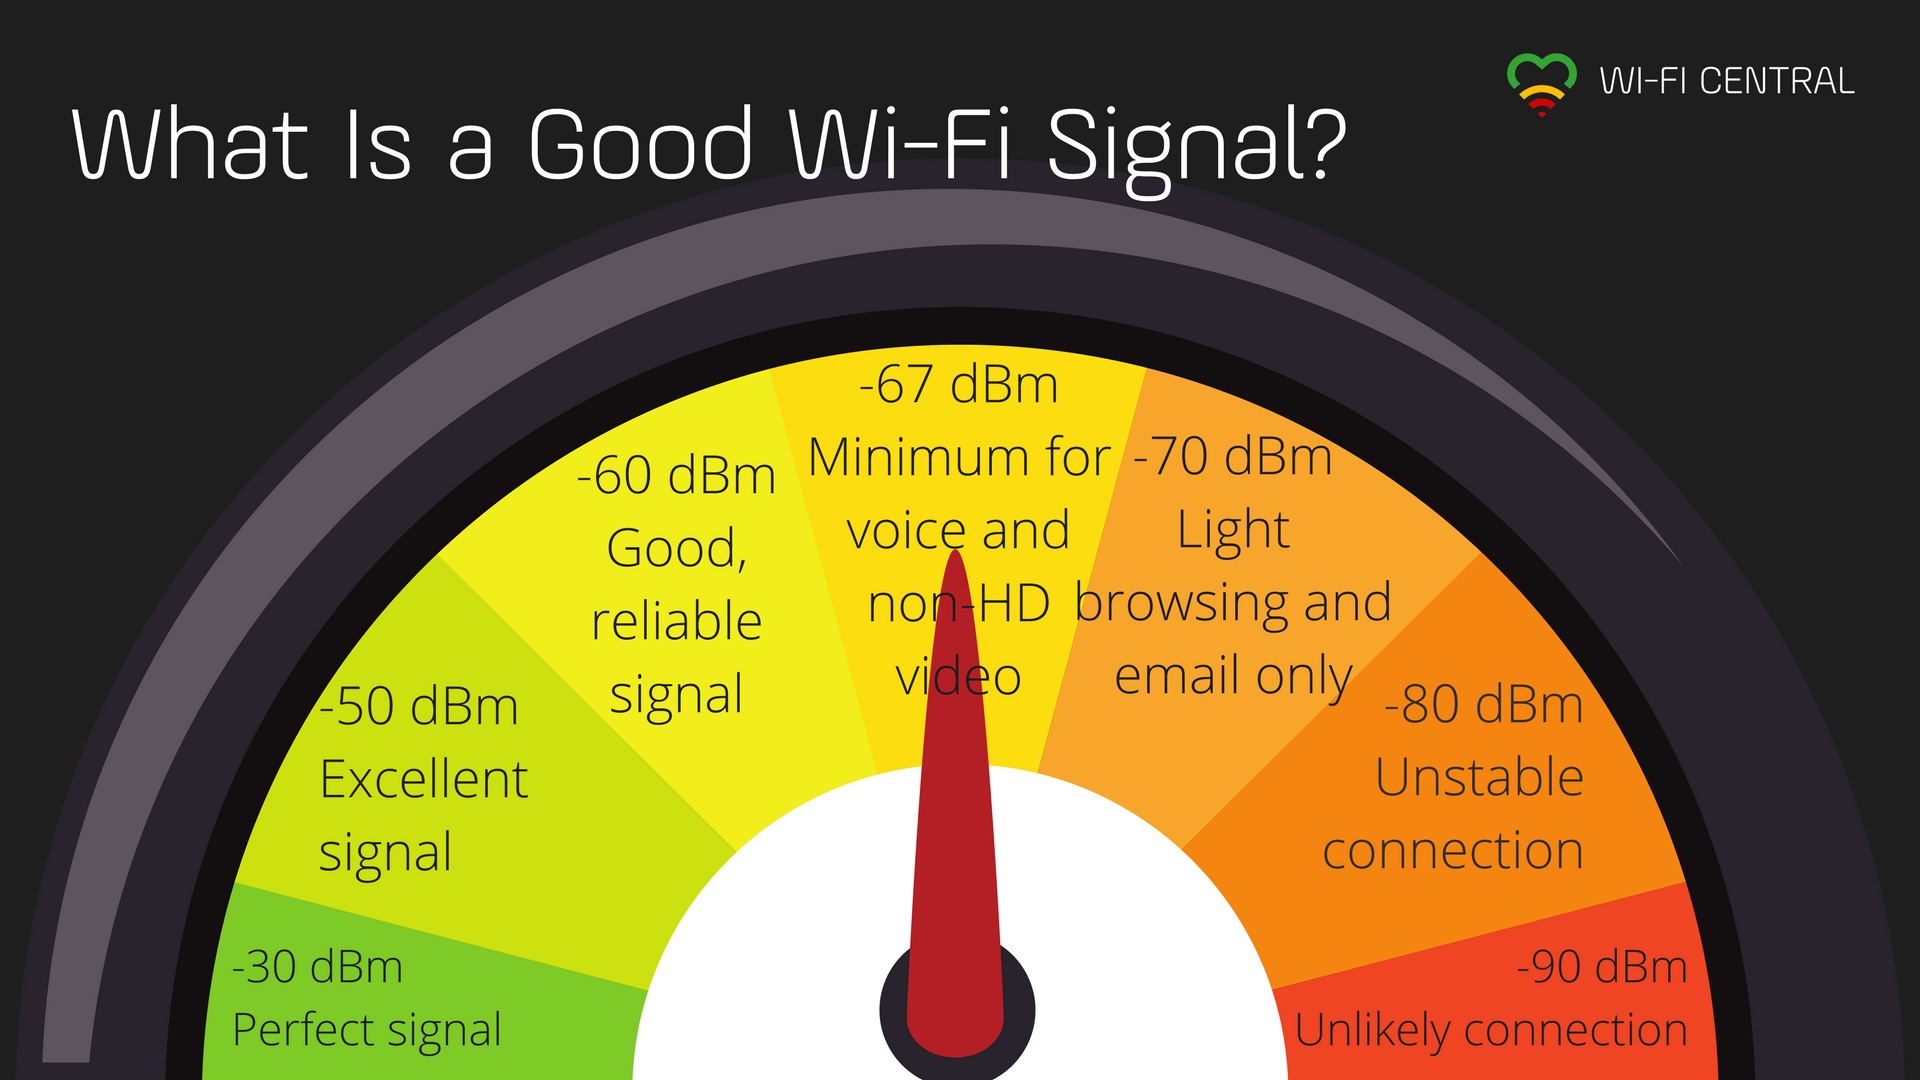 What Is a Good Wi-Fi Signal?
WI-FI CENTRAL
-30 dBm
Perfect signal
-50 dBm
Excellent
signal
-60 dBm
Good,
reliable
signal
-67 dBm
Minimum for
voice and
non-HD
video
-70 dBm
Light
browsing and
email only
-80 dBm
Unstable
connection
-90 dBm
Unlikely connection